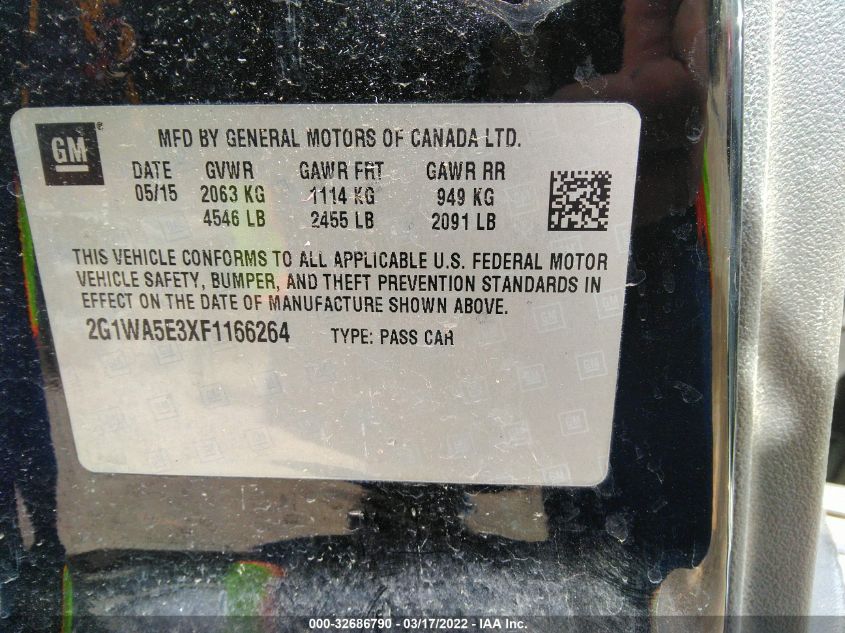 GM
MFD BY GENERAL MOTORS OF CANADA LTD.
DATE GVWR GAWR FRT GAWR RR
05/15 2063 KG 1114 KG 949 KG
4546 LB 2455 LB 2091 LB
THIS VEHICLE CONFORMS TO ALL APPLICABLE U.S. FEDERAL MOTOR
VEHICLE SAFETY, BUMPER, AND THEFT PREVENTION STANDARDS IN
EFFECT ON THE DATE OF MANUFACTURE SHOWN ABOVE.
2G1WA5E3XF1166264 TYPE: PASS CAR
000-32686790 - 03/17/2022 - IAA Inc.